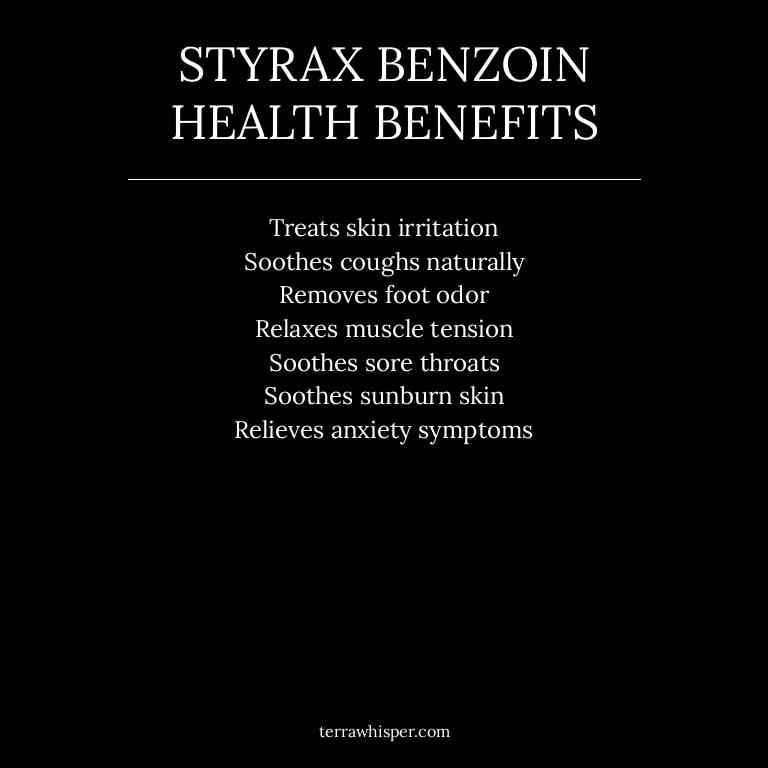 STYRAX BENZOIN
HEALTH BENEFITS
Treats skin irritation
Soothes coughs naturally
Removes foot odor
Relaxes muscle tension
Soothes sore throats
Soothes sunburn skin
Relieves anxiety symptoms
terrawhisper.com